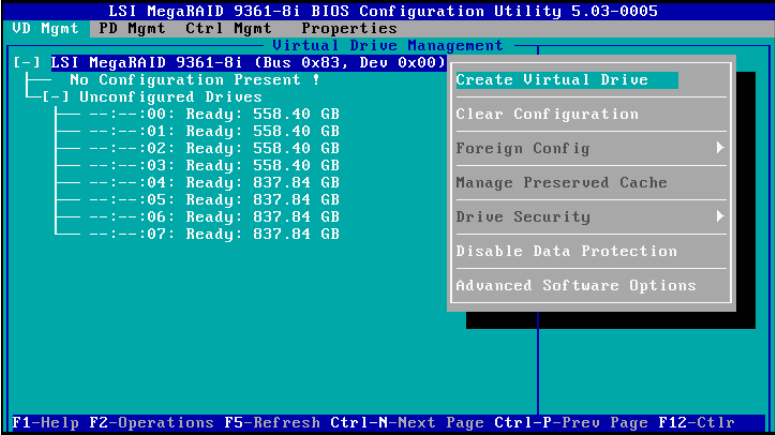 LSI MegaRAID 9361-8i BIOS Configuration Utility 5.03-0005
VD Mgmt PD Mgmt Ctrl Mgmt Properties
Virtual Drive Management
[-] LSI MegaRAID 9361-8i (Bus 0x83, Dev 0x00)
No Configuration Present !
[-] Unconfigured Drives
--:--:00: Ready: 558.40 GB
--:--:01: Ready: 558.40 GB
--:--:02: Ready: 558.40 GB
--:--:03: Ready: 558.40 GB
--:--:04: Ready: 837.84 GB
--:--:05: Ready: 837.84 GB
--:--:06: Ready: 837.84 GB
--:--:07: Ready: 837.84 GB
Create Virtual Drive
Clear Configuration
Foreign Config
Manage Preserved Cache
Drive Security
Disable Data Protection
Advanced Software Options
F1-Help F2-Operations F5-Refresh Ctrl-N-Next Page Ctrl-P-Prev Page F12-Ctlr